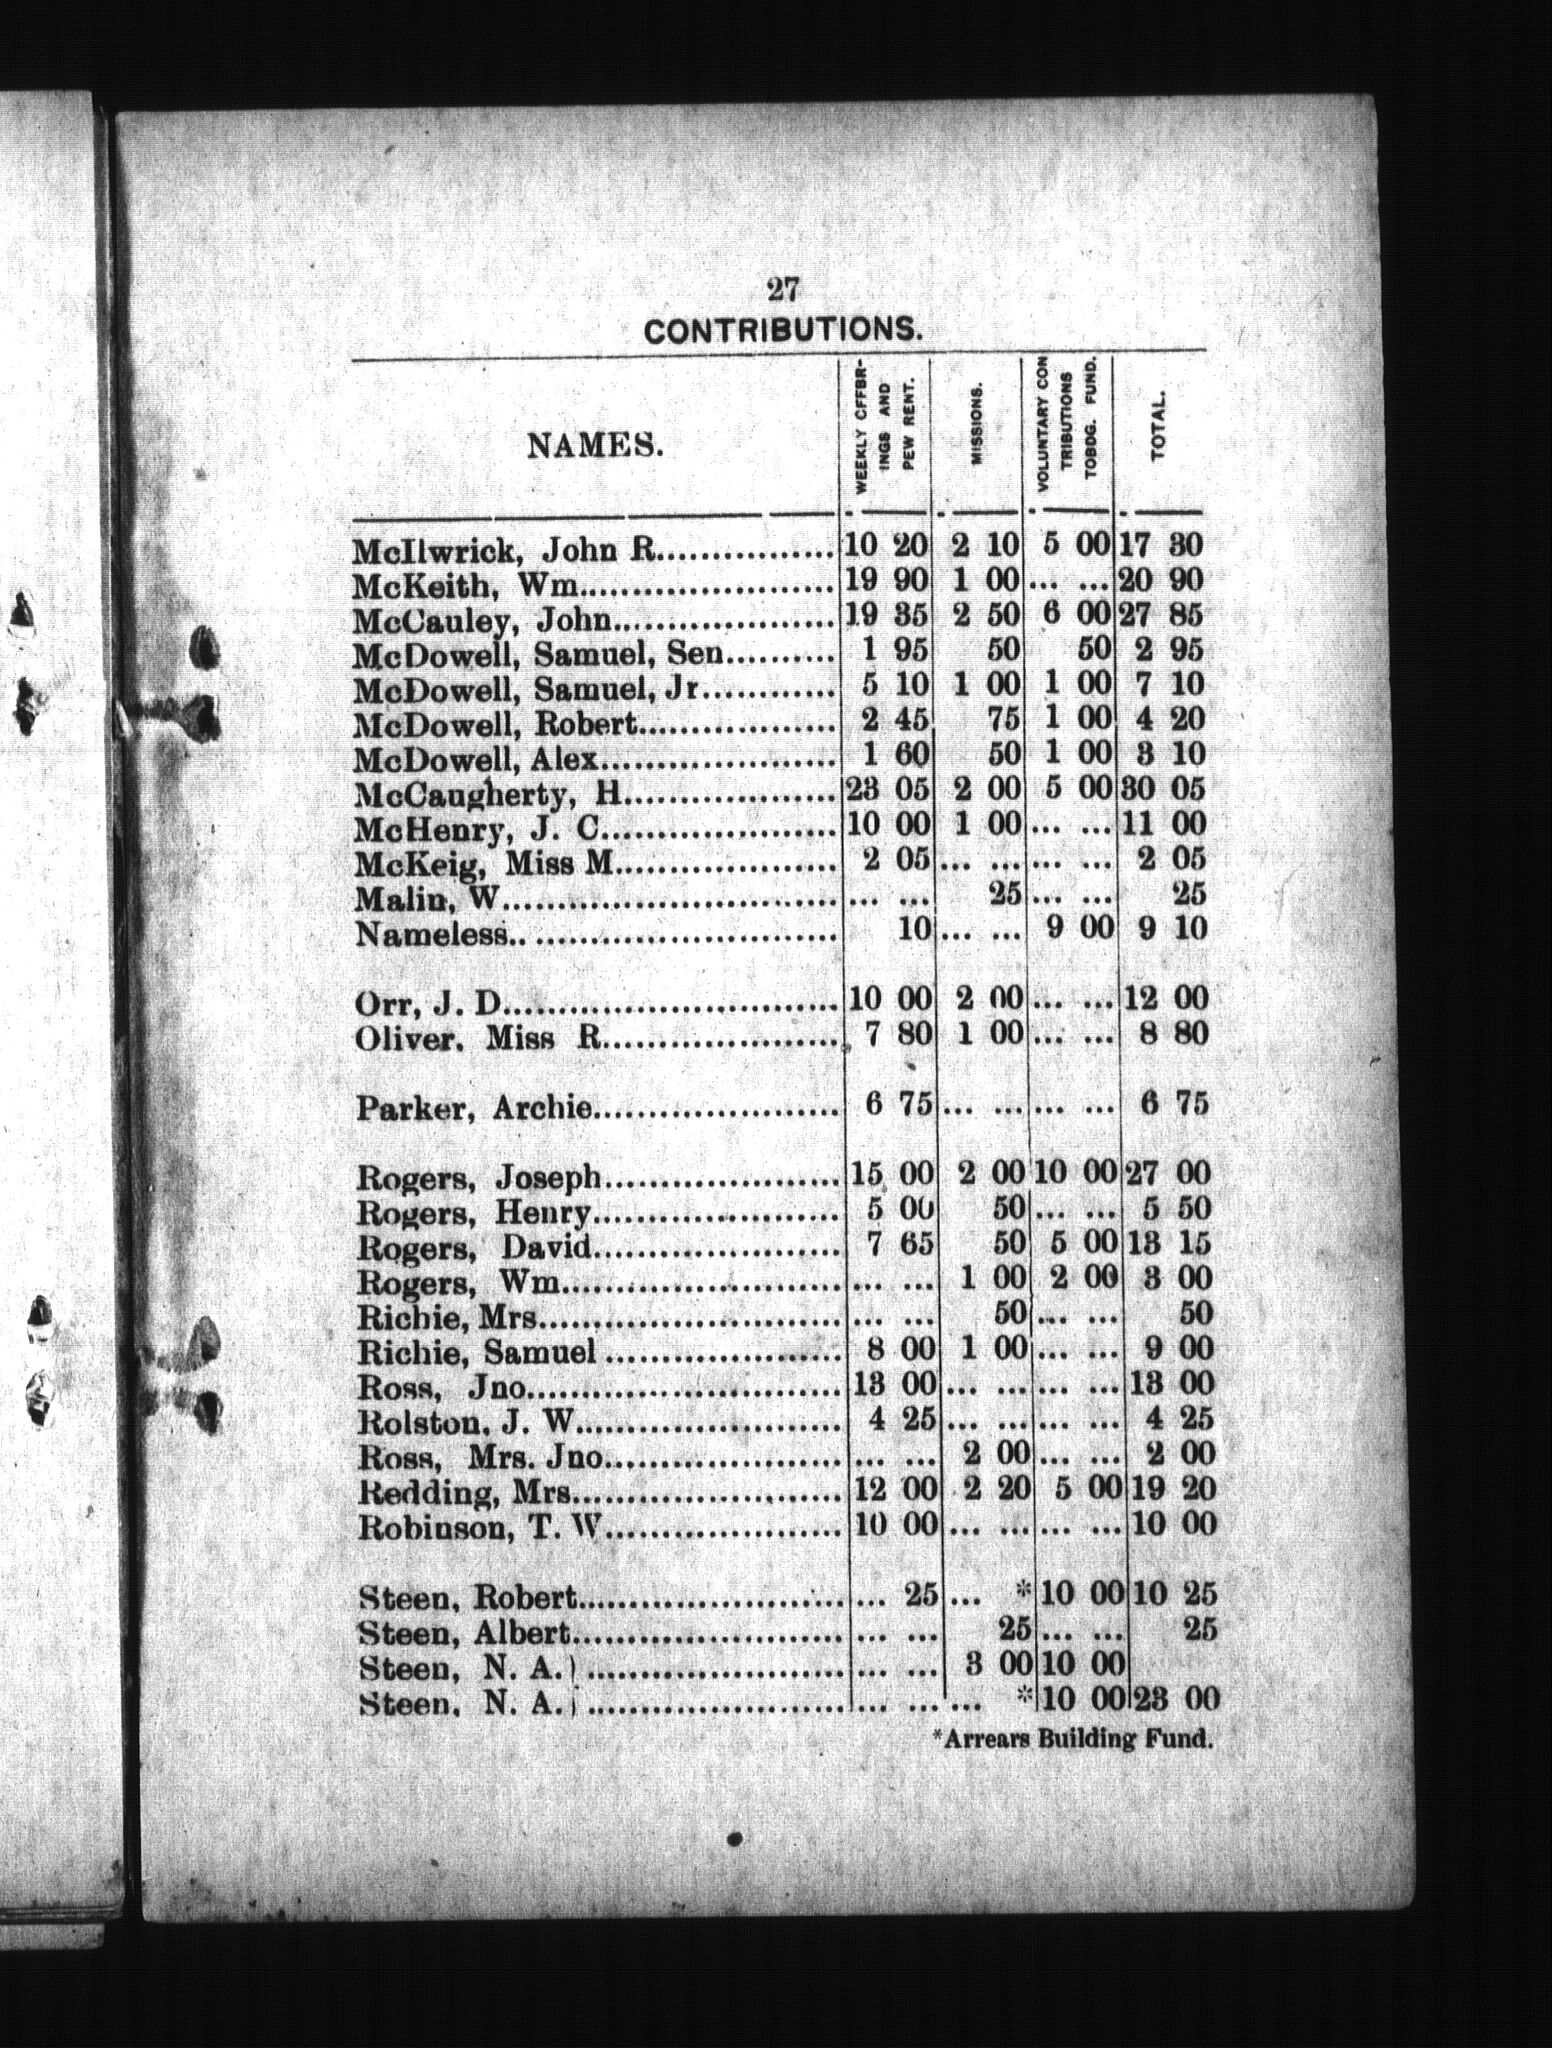 27
CONTRIBUTIONS.
NAMES. WEEKLY CFFBR-INGS AND PEW RENT. MISSIONS. VOLUNTARY CON TRIBUTIONS TOBDG. FUND. TOTAL.
McIlwrick, John R................ 10 20 2 10 5 00 17 30
McKeith, Wm........................ 19 90 1 00 ... ... 20 90
McCauley, John..................... 19 35 2 50 6 00 27 85
McDowell, Samuel, Sen.......... 1 95 50 50 2 95
McDowell, Samuel, Jr............ 5 10 1 00 1 00 7 10
McDowell, Robert................... 2 45 75 1 00 4 20
McDowell, Alex...................... 1 60 50 1 00 3 10
McCaugherty, H.................... 23 05 2 00 5 00 30 05
McHenry, J. C...................... 10 00 1 00 ... ... 11 00
McKeig, Miss M..................... 2 05 ... ... ... ... 2 05
Malin, W................................ ... ... 25 ... ... 25
Nameless.. ............................. 10 ... ... 9 00 9 10
Orr, J. D................................ 10 00 2 00 ... ... 12 00
Oliver. Miss R...................... 7 80 1 00 ... ... 8 80
Parker, Archie....................... 6 75 ... ... ... ... 6 75
Rogers, Joseph...................... 15 00 2 00 10 00 27 00
Rogers, Henry........................ 5 00 50 ... ... 5 50
Rogers, David........................ 7 65 50 5 00 13 15
Rogers, Wm........................... ... ... 1 00 2 00 3 00
Richie, Mrs............................. ... ... 50 ... ... 50
Richie, Samuel ....................... 8 00 1 00 ... ... 9 00
Ross, Jno.............................. 13 00 ... ... ... ... 13 00
Rolston, J. W......................... 4 25 ... ... ... ... 4 25
Ross, Mrs. Jno....................... ... ... 2 00 ... ... 2 00
Redding, Mrs.......................... 12 00 2 20 5 00 19 20
Robinson, T. W....................... 10 00 ... ... ... ... 10 00
Steen, Robert......................... ... 25 ... * 10 00 10 25
Steen, Albert.......................... ... ... 25 ... ... 25
Steen, N. A.) ......................... ... ... 3 00 10 00
Steen, N. A.) ......................... ... ... ... * 10 00 23 00
*Arrears Building Fund.